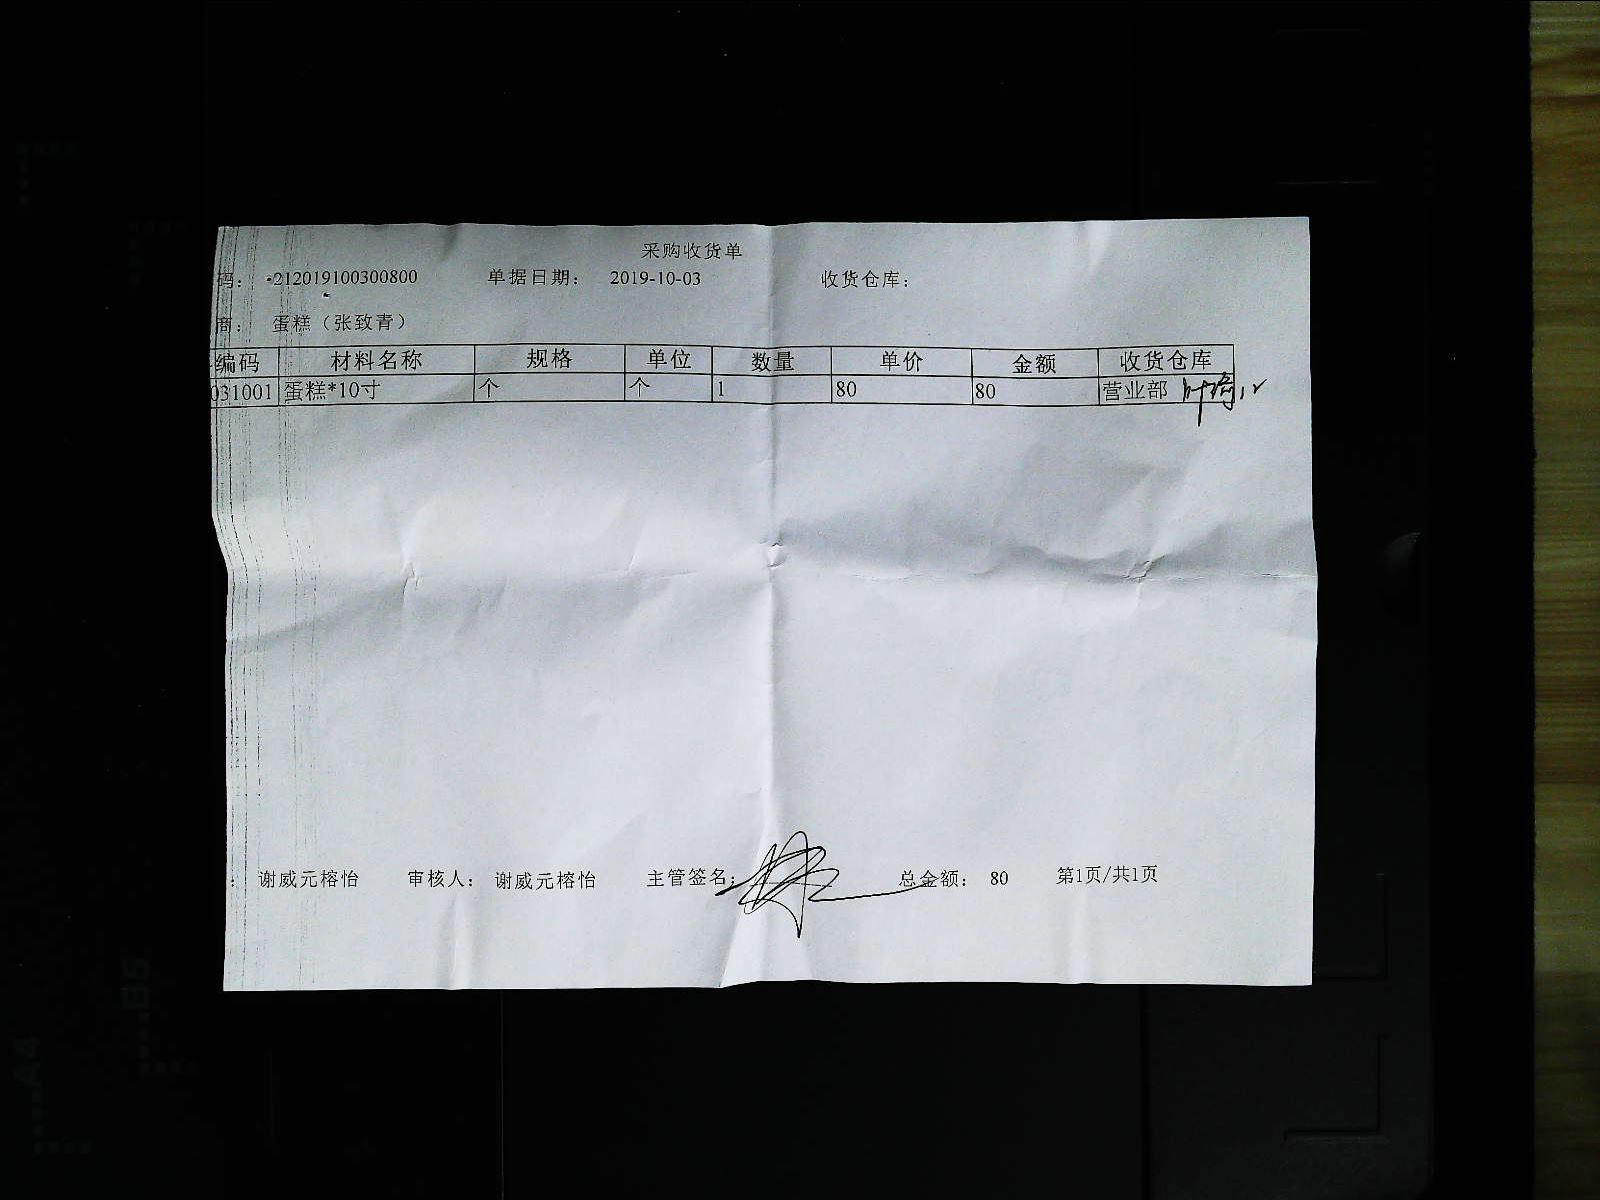 采购收货单
码： -212019100300800 单据日期： 2019-10-03 收货仓库：
商： 蛋糕（张致青）
编码 材料名称 规格 单位 数量 单价 金额 收货仓库
031001 蛋糕*10寸 个 个 1 80 80 营业部
： 谢威元榕怡 审核人： 谢威元榕怡 主管签名： 总金额： 80 第1页/共1页